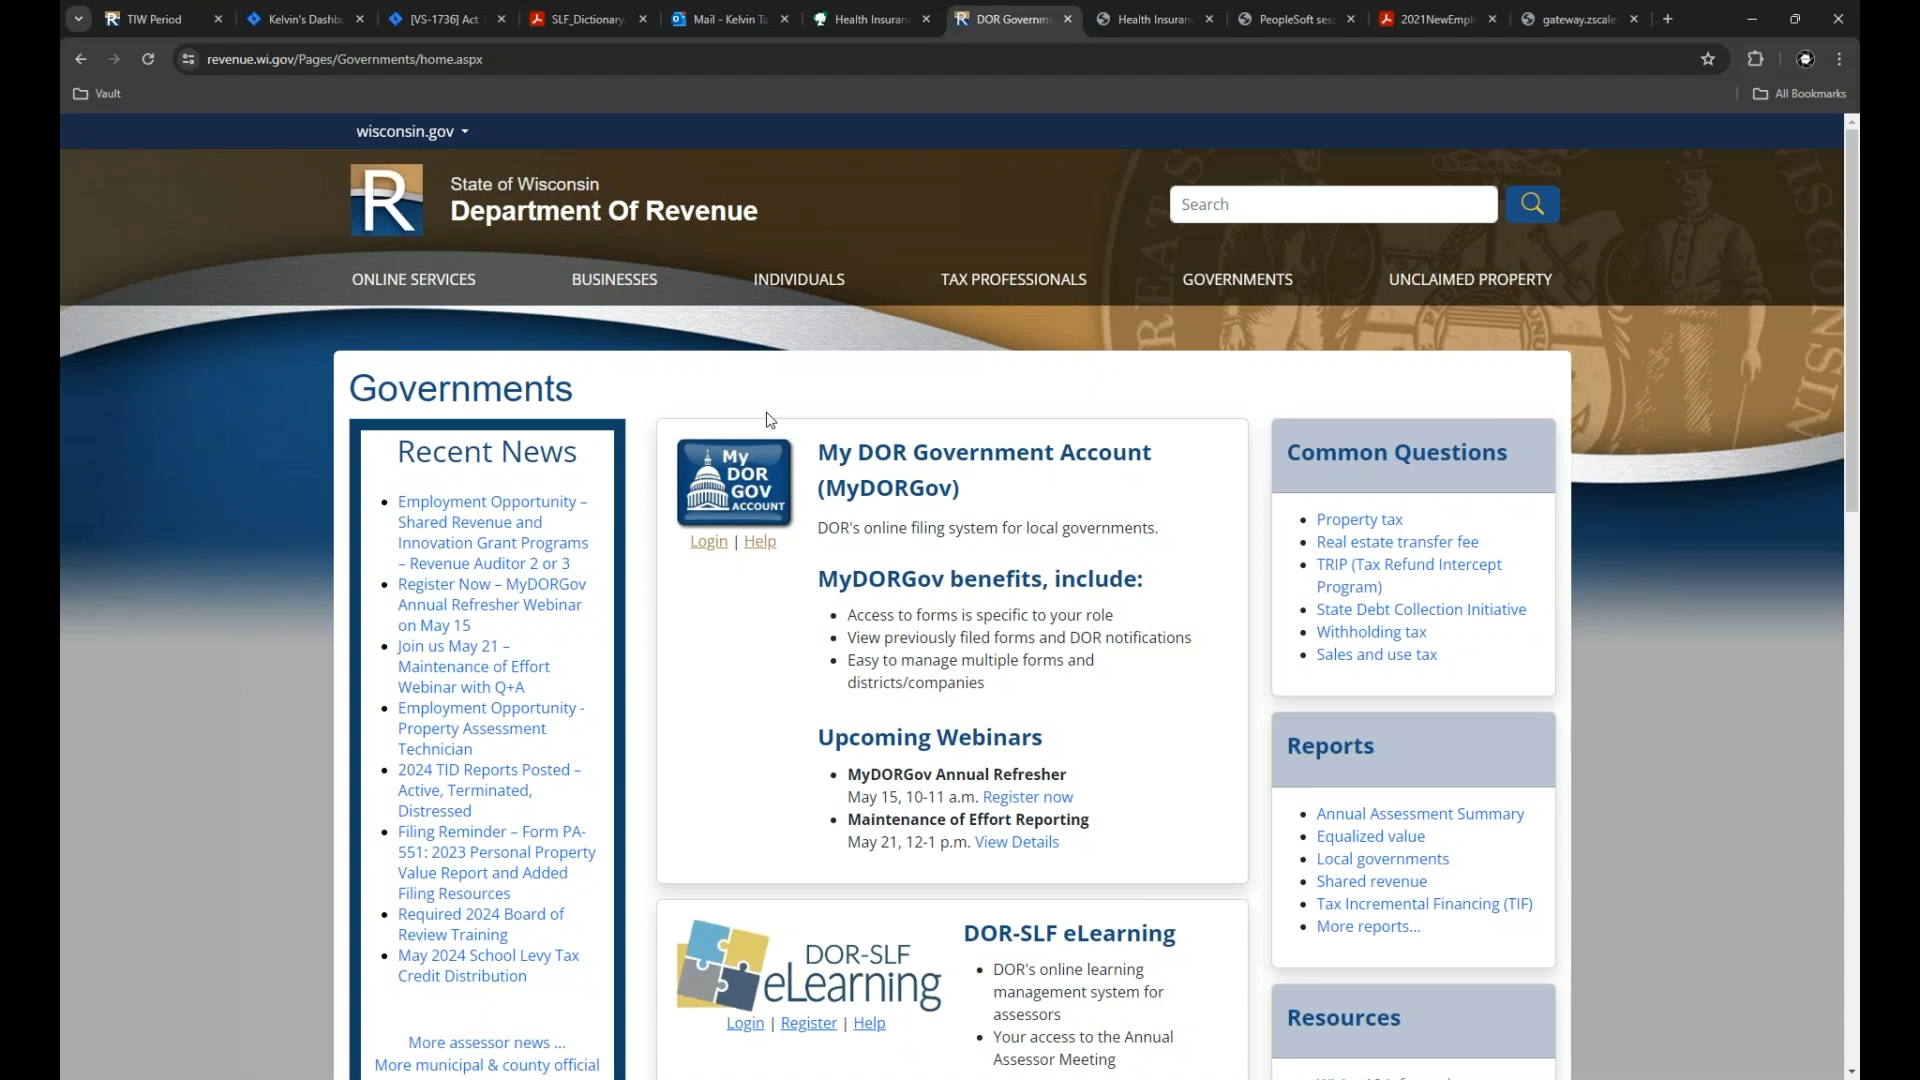 TIW Period
Kelvin's Dashb
[VS-1736] Act
SLF_Dictionary
Mail – Kelvin Ta
Health Insuran
DOR Governm
Health Insuran
PeopleSoft ses
2021NewEmpl
gateway.zscale
revenue.wi.gov/Pages/Governments/home.aspx
Vault
All Bookmarks
wisconsin.gov
R
State of Wisconsin
Department Of Revenue
Search
ONLINE SERVICES
BUSINESSES
INDIVIDUALS
TAX PROFESSIONALS
GOVERNMENTS
UNCLAIMED PROPERTY
Governments
Recent News
Employment Opportunity –
Shared Revenue and
Innovation Grant Programs
– Revenue Auditor 2 or 3
Register Now – MyDORGov
Annual Refresher Webinar
on May 15
Join us May 21 –
Maintenance of Effort
Webinar with Q+A
Employment Opportunity -
Property Assessment
Technician
2024 TID Reports Posted –
Active, Terminated,
Distressed
Filing Reminder – Form PA-
551: 2023 Personal Property
Value Report and Added
Filing Resources
Required 2024 Board of
Review Training
May 2024 School Levy Tax
Credit Distribution
More assessor news ...
More municipal & county official
My
DOR
GOV
ACCOUNT
Login | Help
My DOR Government Account
(MyDORGov)
DOR's online filing system for local governments.
MyDORGov benefits, include:
Access to forms is specific to your role
View previously filed forms and DOR notifications
Easy to manage multiple forms and
districts/companies
Upcoming Webinars
MyDORGov Annual Refresher
May 15, 10-11 a.m. Register now
Maintenance of Effort Reporting
May 21, 12-1 p.m. View Details
DOR-SLF
eLearning
Login | Register | Help
DOR-SLF eLearning
DOR's online learning
management system for
assessors
Your access to the Annual
Assessor Meeting
Common Questions
Property tax
Real estate transfer fee
TRIP (Tax Refund Intercept
Program)
State Debt Collection Initiative
Withholding tax
Sales and use tax
Reports
Annual Assessment Summary
Equalized value
Local governments
Shared revenue
Tax Incremental Financing (TIF)
More reports...
Resources